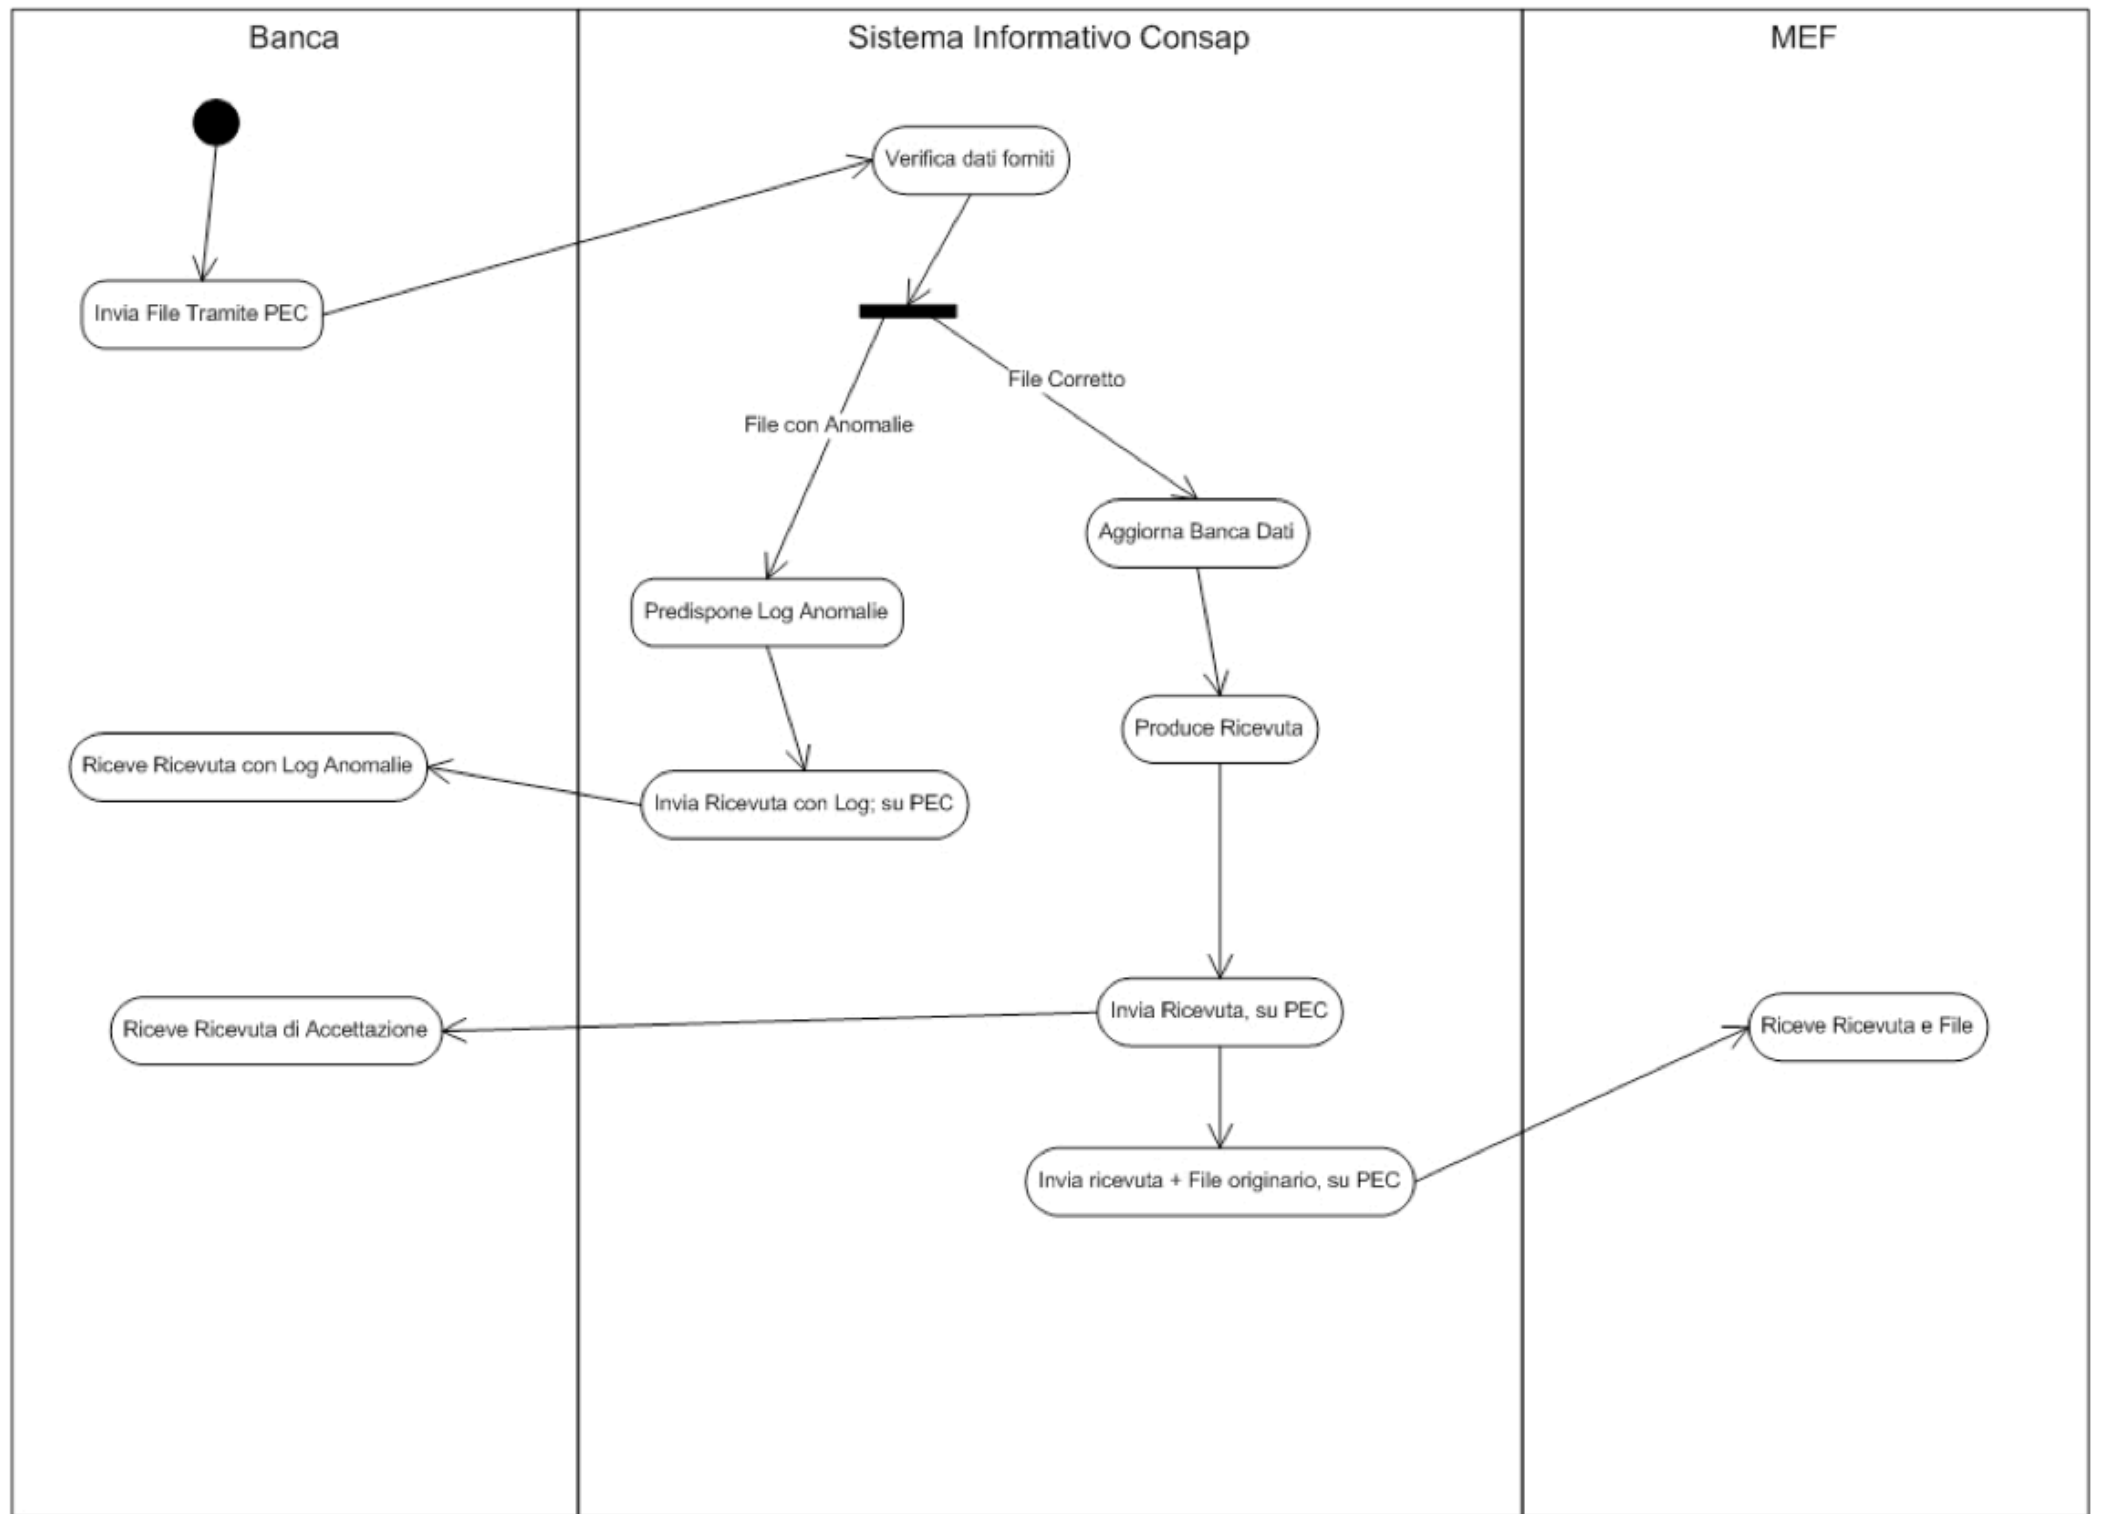 Banca
Sistema Informativo Consap
MEF
Verifica dati forniti
Invia File Tramite PEC
File Corretto
File con Anomalie
Aggiorna Banca Dati
Predispone Log Anomalie
Produce Ricevuta
Riceve Ricevuta con Log Anomalie
Invia Ricevuta con Log; su PEC
Invia Ricevuta, su PEC
Riceve Ricevuta di Accettazione
Riceve Ricevuta e File
Invia ricevuta + File originario, su PEC